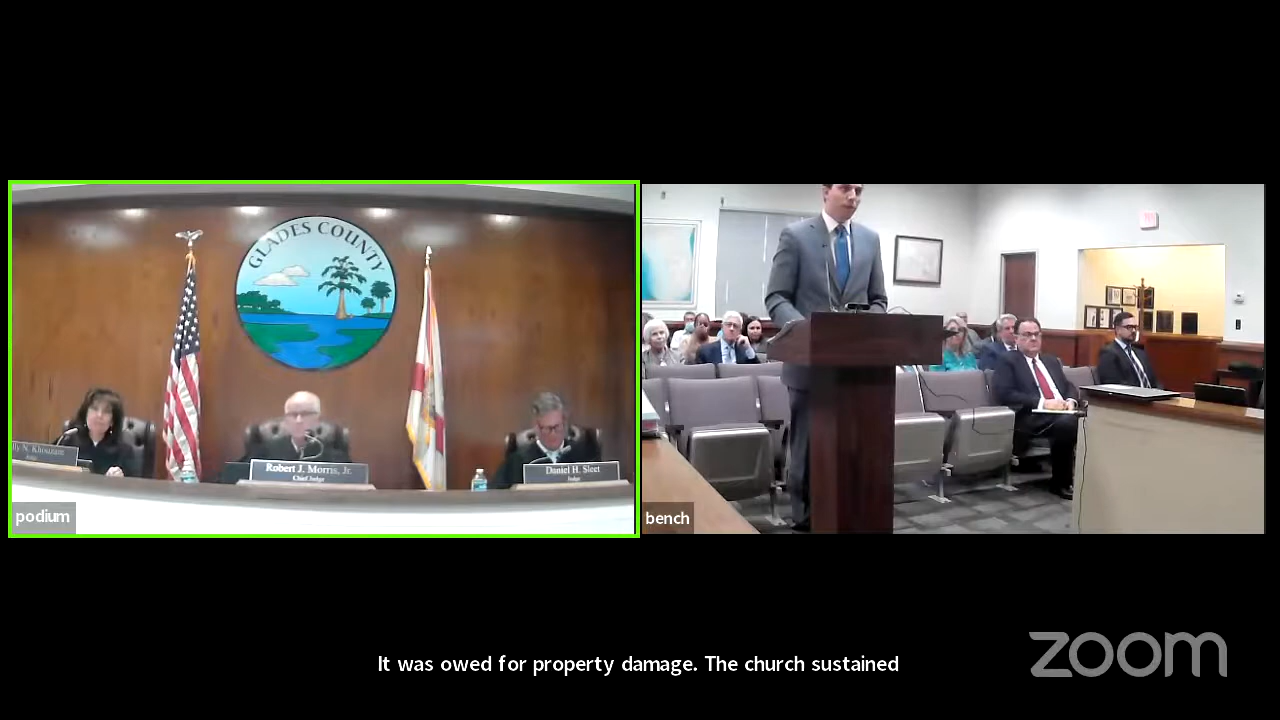 GLADES COUNTY
Robert J. Morris, Jr.
Chief Judge
Daniel H. Sleet
Judge
podium
bench
It was owed for property damage. The church sustained
zoom